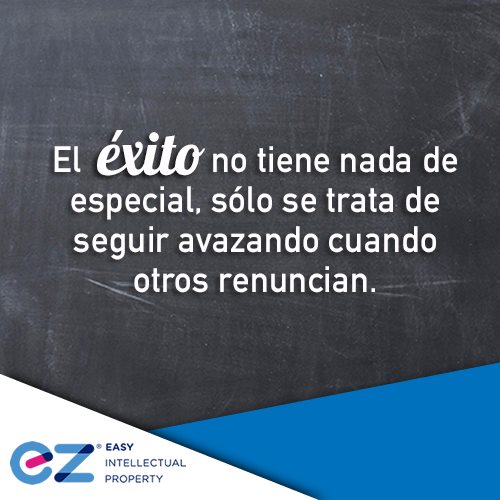 El éxito no tiene nada de
especial, sólo se trata de
seguir avazando cuando
otros renuncian.
ez® EASY
INTELLECTUAL
PROPERTY